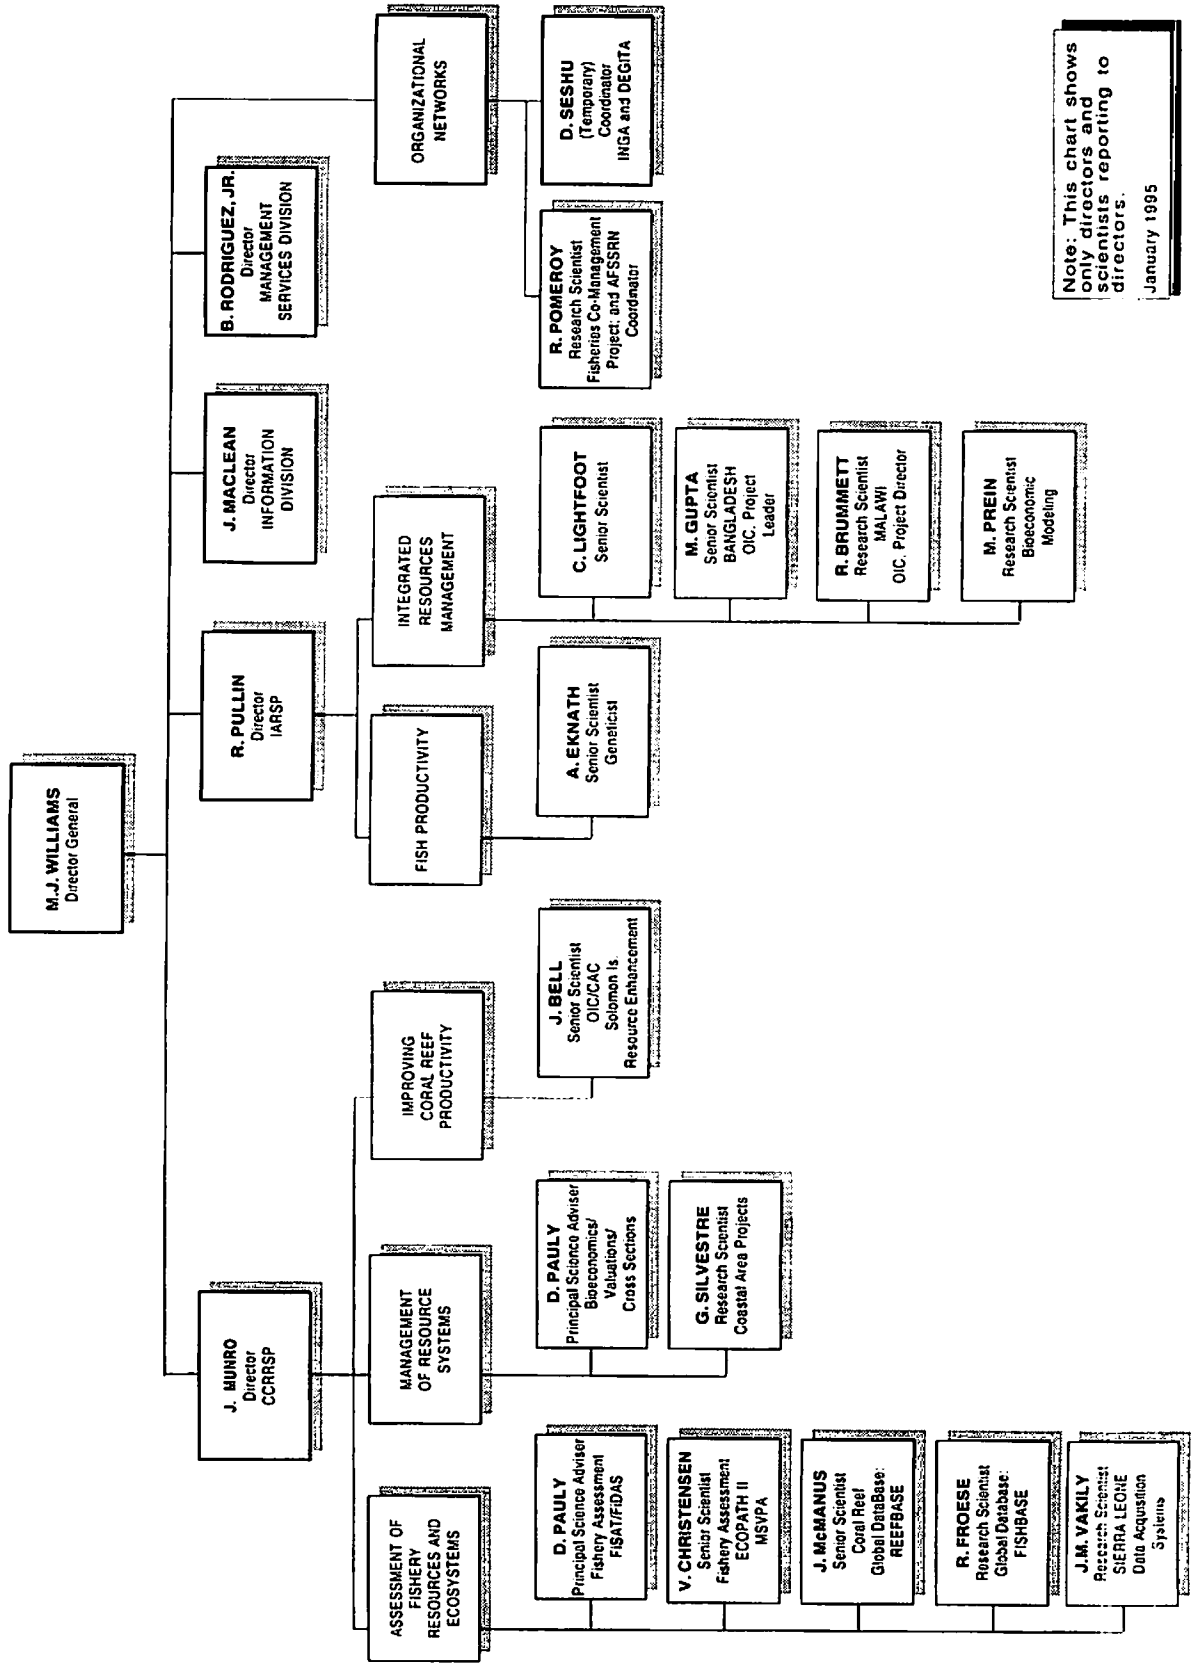 M.J. WILLIAMS
Director General
J. MUNRO
Director
CCRRSP
R. PULLIN
Director
IARSP
J. MACLEAN
Director
INFORMATION
DIVISION
B. RODRIGUEZ, JR.
Director
MANAGEMENT
SERVICES DIVISION
ASSESSMENT OF
FISHERY
RESOURCES AND
ECOSYSTEMS
MANAGEMENT
OF RESOURCE
SYSTEMS
IMPROVING
CORAL REEF
PRODUCTIVITY
FISH PRODUCTIVITY
INTEGRATED
RESOURCES
MANAGEMENT
ORGANIZATIONAL
NETWORKS
D. PAULY
Principal Science Adviser
Fishery Assessment
FISAT/FiDAS
V. CHRISTENSEN
Senior Scientist
Fishery Assessment
ECOPATH II
MSVPA
J. McMANUS
Senior Scientist
Coral Reef
Global DataBase:
REEFBASE
R. FROESE
Research Scientist
Global Database:
FISHBASE
J.M. VAKILY
Research Scientist
SIERRA LEONE
Data Acquisition
Systems
D. PAULY
Principal Science Adviser
Bioeconomics/
Valuations/
Cross Sections
G. SILVESTRE
Research Scientist
Coastal Area Projects
J. BELL
Senior Scientist
OIC/CAC
Solomon Is.
Resource Enhancement
A. EKNATH
Senior Scientist
Geneticist
C. LIGHTFOOT
Senior Scientist
M. GUPTA
Senior Scientist
BANGLADESH
OIC. Project
Leader
R. BRUMMETT
Research Scientist
MALAWI
OIC. Project Director
M. PREIN
Research Scientist
Bioeconomic
Modeling
R. POMEROY
Research Scientist
Fisheries Co-Management
Project; and AFSSRN
Coordinator
D. SESHU
(Temporary)
Coordinator
INGA and DEGITA
Note: This chart shows
only directors and
scientists reporting to
directors.
January 1995